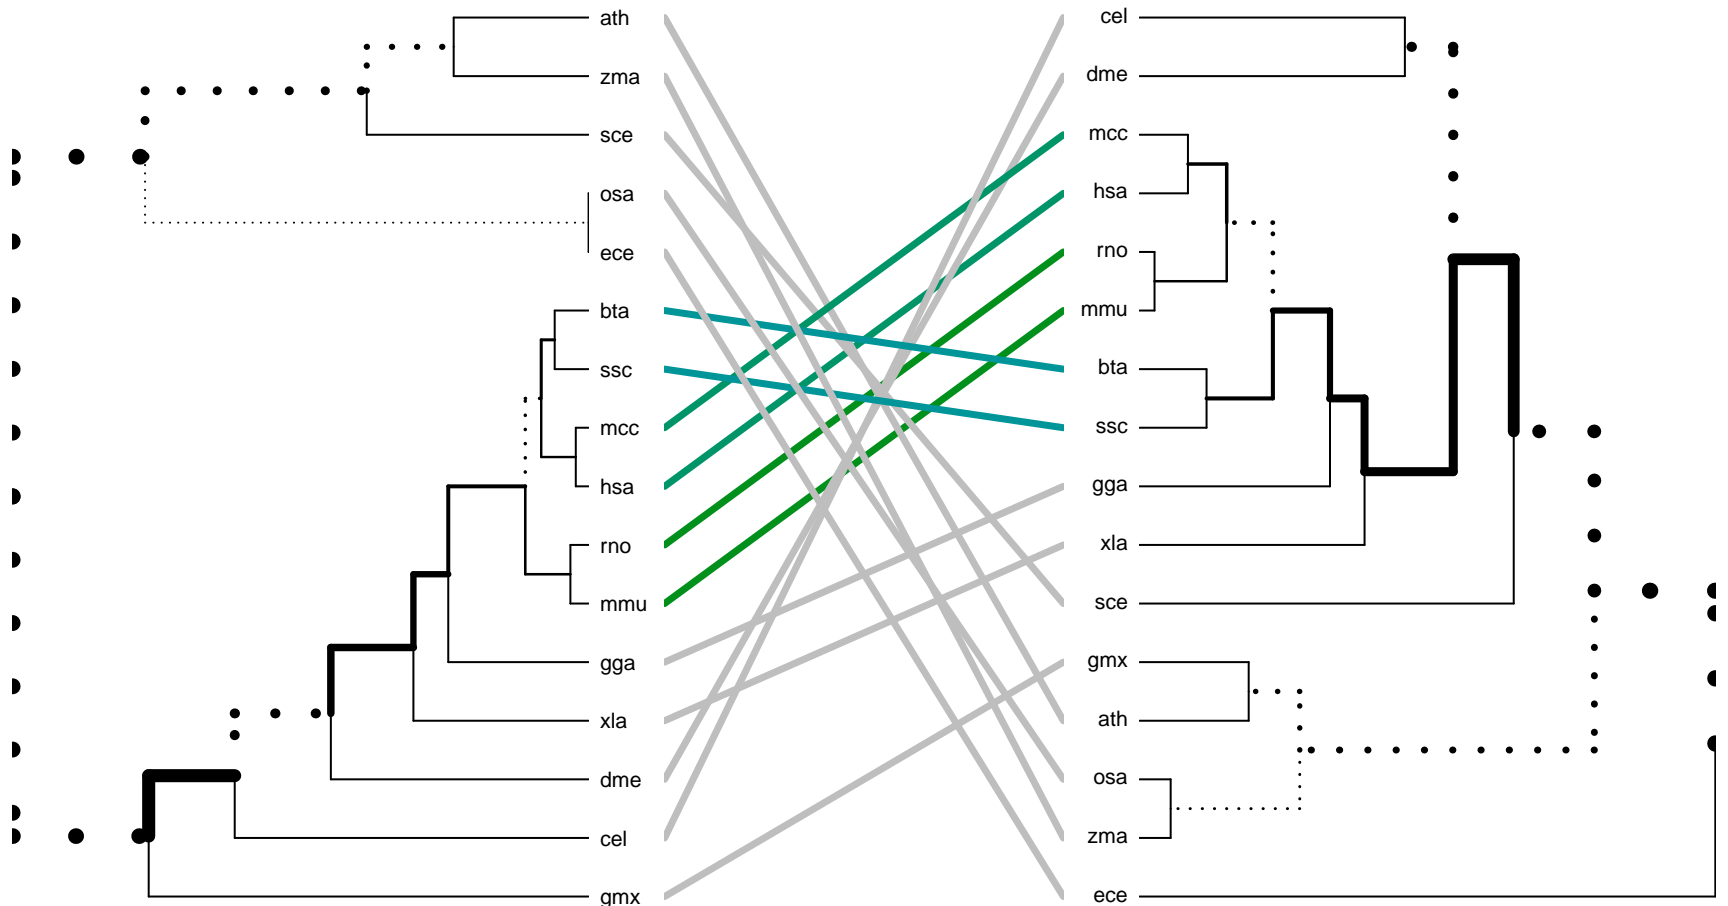 ath
zma
sce
osa
ece
bta
ssc
mcc
hsa
rno
mmu
gga
xla
dme
cel
gmx
cel
dme
mcc
hsa
rno
mmu
bta
ssc
gga
xla
sce
gmx
ath
osa
zma
ece